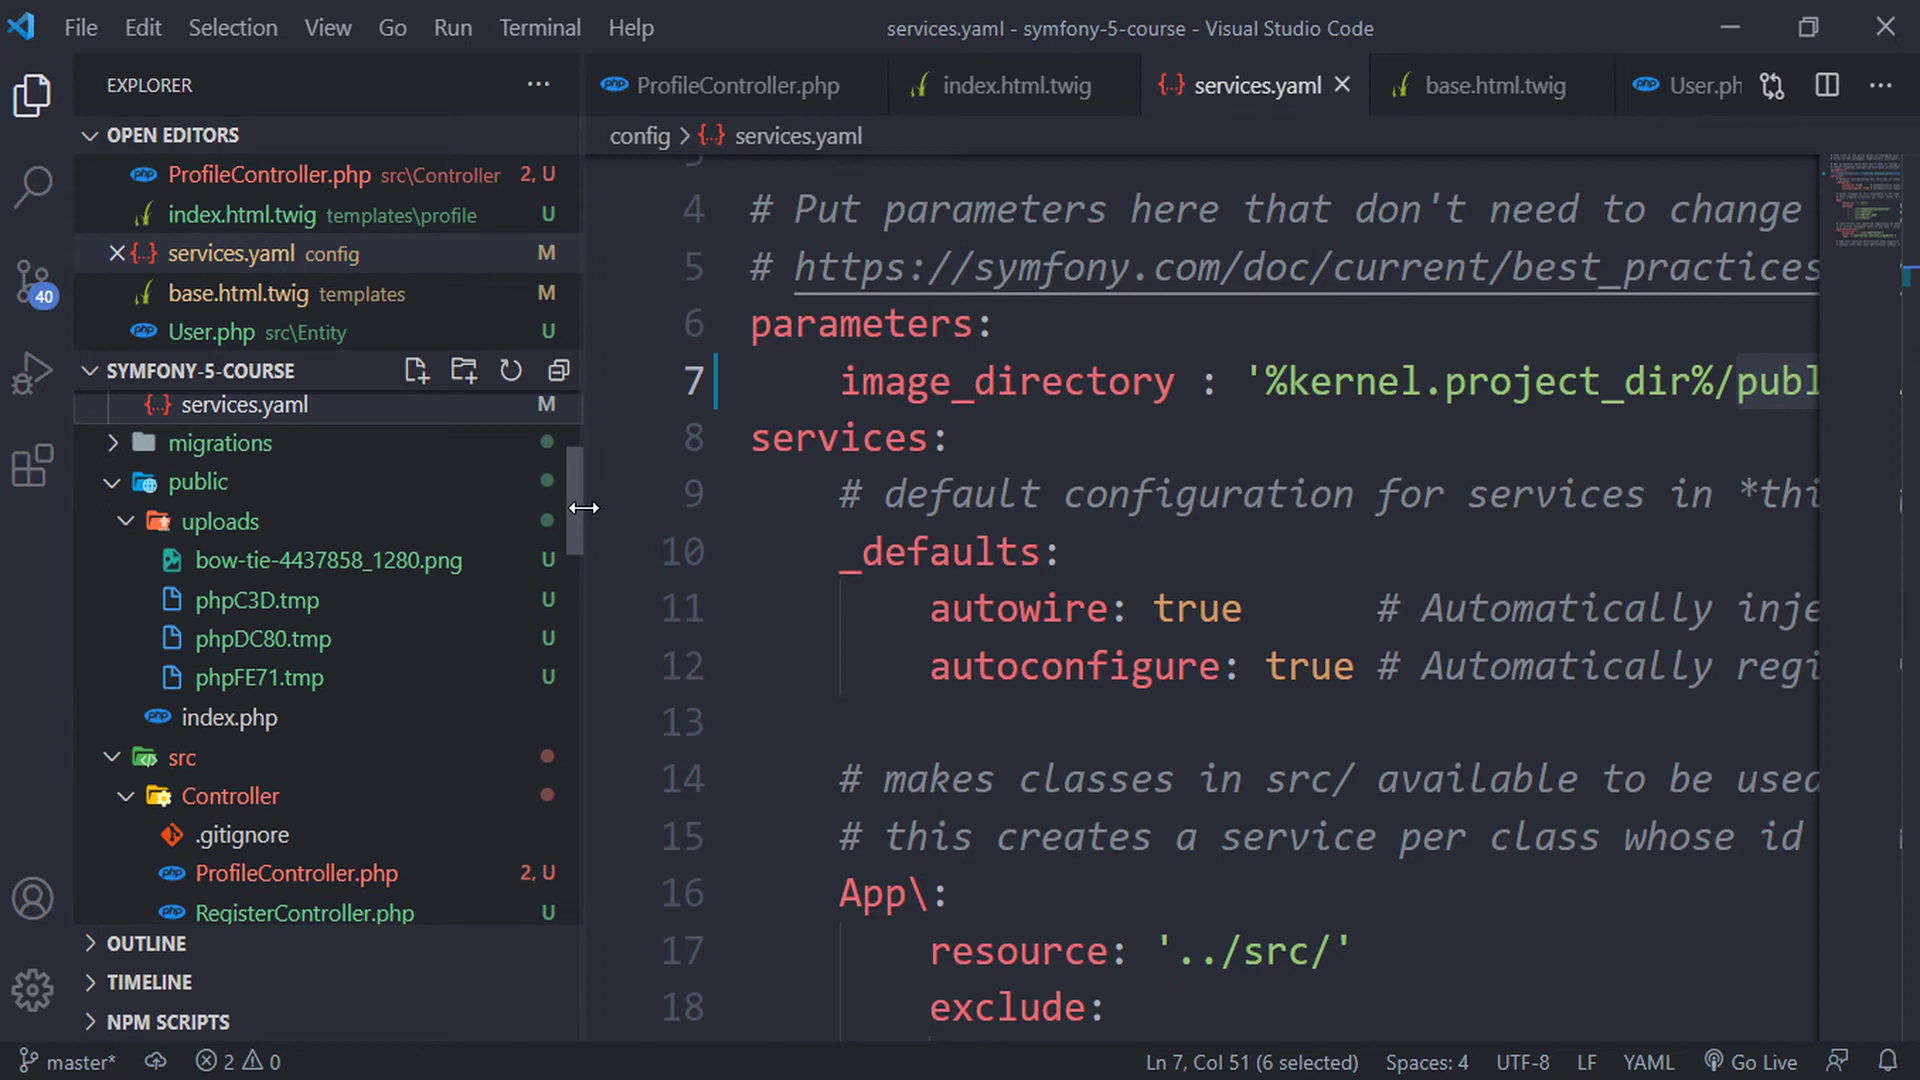 File Edit Selection View Go Run Terminal Help
services.yaml - symfony-5-course - Visual Studio Code
EXPLORER
OPEN EDITORS
ProfileController.php src\Controller 2, U
index.html.twig templates\profile U
services.yaml config M
base.html.twig templates M
User.php src\Entity U
SYMFONY-5-COURSE
services.yaml M
migrations
public
uploads
bow-tie-4437858_1280.png U
phpC3D.tmp U
phpDC80.tmp U
phpFE71.tmp U
index.php
src
Controller
.gitignore
ProfileController.php 2, U
RegisterController.php U
OUTLINE
TIMELINE
NPM SCRIPTS
40
ProfileController.php index.html.twig services.yaml base.html.twig User.ph
config > services.yaml
4 # Put parameters here that don't need to change
5 # https://symfony.com/doc/current/best_practices
6 parameters:
7 image_directory : '%kernel.project_dir%/publ
8 services:
9 # default configuration for services in *thi
10 _defaults:
11 autowire: true # Automatically inje
12 autoconfigure: true # Automatically regi
13
14 # makes classes in src/ available to be used
15 # this creates a service per class whose id
16 App\:
17 resource: '../src/'
18 exclude:
master* 2 0 Ln 7, Col 51 (6 selected) Spaces: 4 UTF-8 LF YAML Go Live